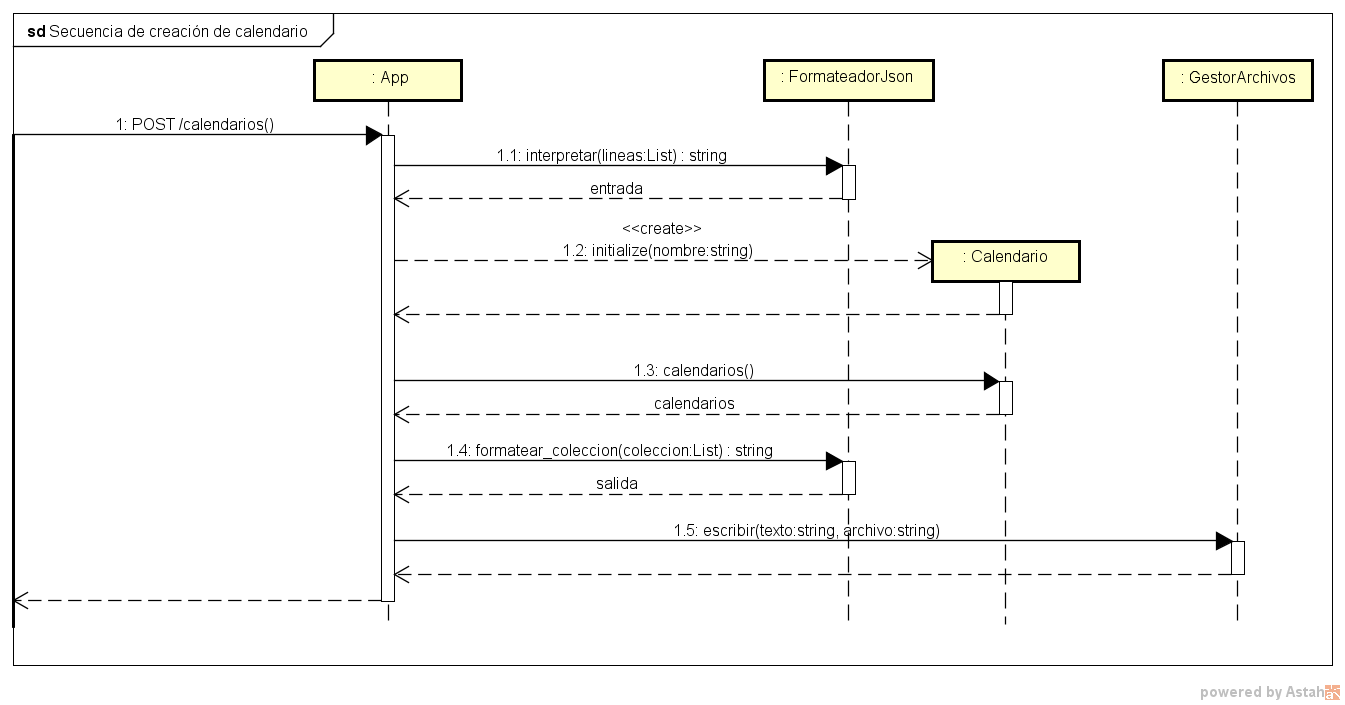 sd Secuencia de creación de calendario
: App
: FormateadorJson
: GestorArchivos
1: POST /calendarios()
1.1: interpretar(lineas:List) : string
entrada
<<create>>
1.2: initialize(nombre:string)
: Calendario
1.3: calendarios()
calendarios
1.4: formatear_coleccion(coleccion:List) : string
salida
1.5: escribir(texto:string, archivo:string)
powered by Astah